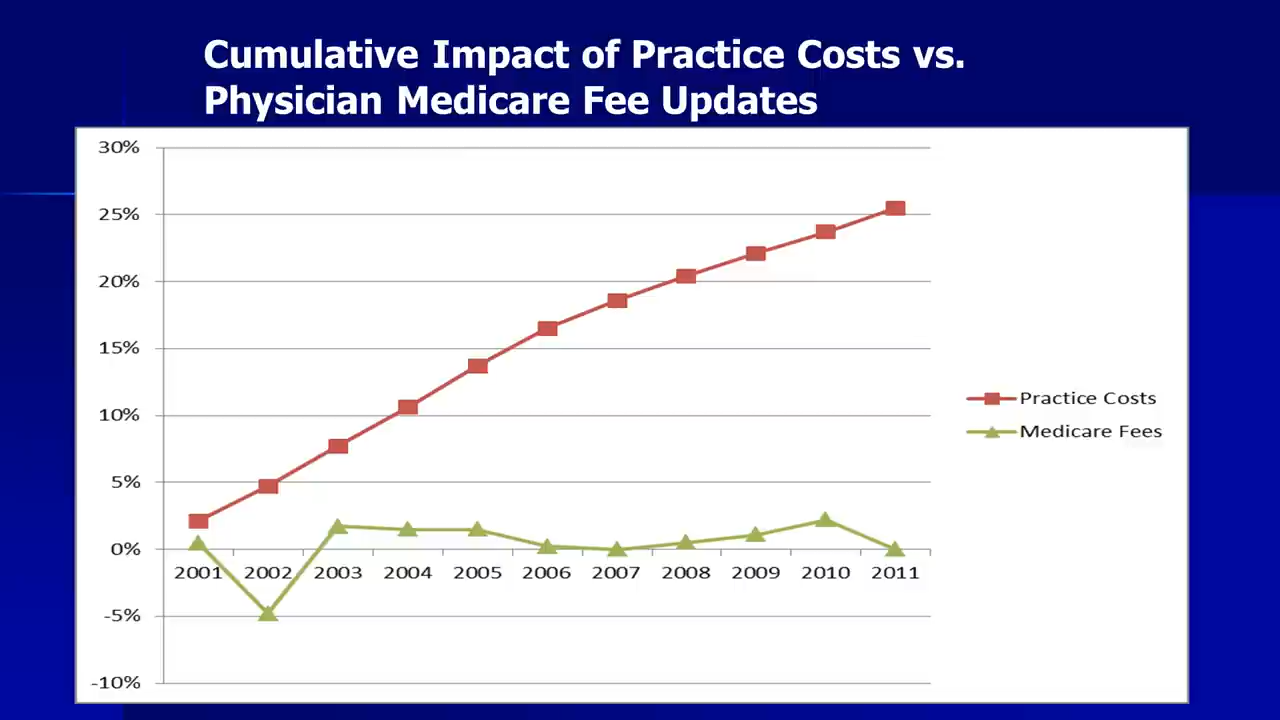 Cumulative Impact of Practice Costs vs.
Physician Medicare Fee Updates
30%
25%
20%
15%
10%
5%
0%
-5%
-10%
2001 2002 2003 2004 2005 2006 2007 2008 2009 2010 2011
Practice Costs
Medicare Fees